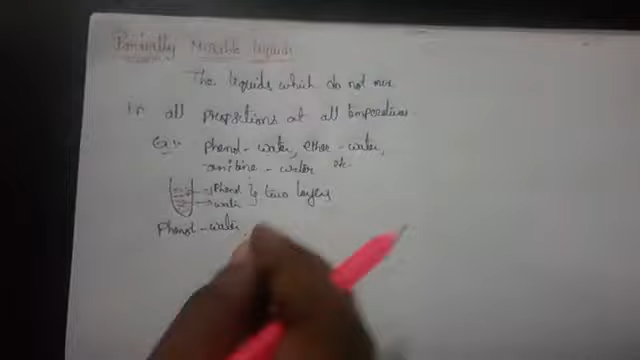 Partially Miscible liquids
The liquids which do not mix
in all proportions at all temperatures
Ex:- phenol-water, ether-water,
aniline-water etc
→ Phenol } two layers
→ water
Phenol-water